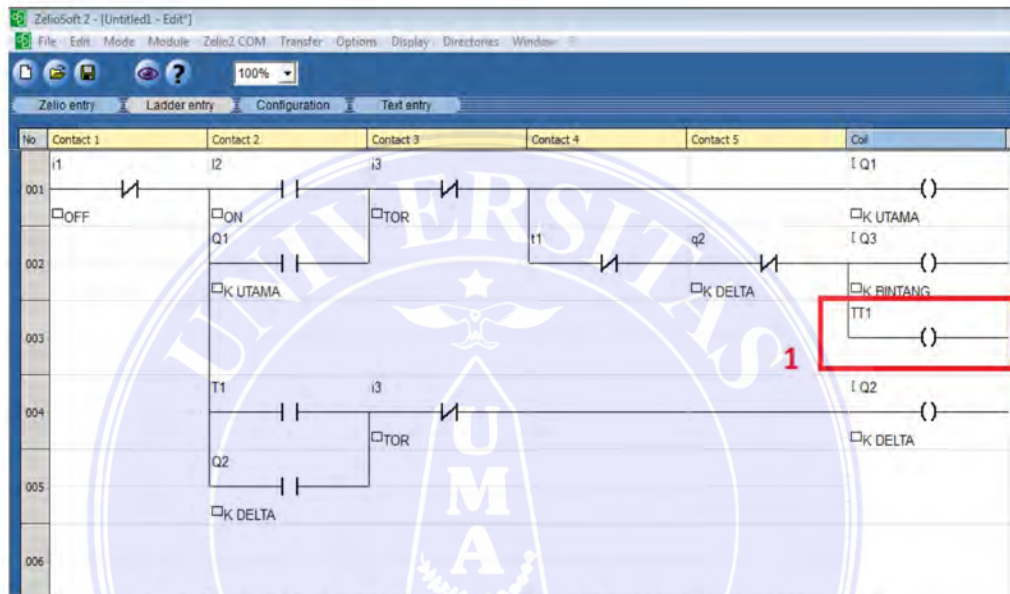 ZelioSoft 2 - [Untitled1 - Edit*]
File Edit Mode Module Zelio2 COM Transfer Options Display Directories Window ?
100%
Zelio entry Ladder entry Configuration Text entry
No Contact 1 Contact 2 Contact 3 Contact 4 Contact 5 Coil
i1 I2 i3 [ Q1
001
OFF ON TOR K UTAMA
Q1 t1 q2 [ Q3
002
K UTAMA K DELTA K BINTANG
TT1
003
1
T1 i3 [ Q2
004
TOR K DELTA
Q2
005
K DELTA
006
UNIVERSITAS
UMA